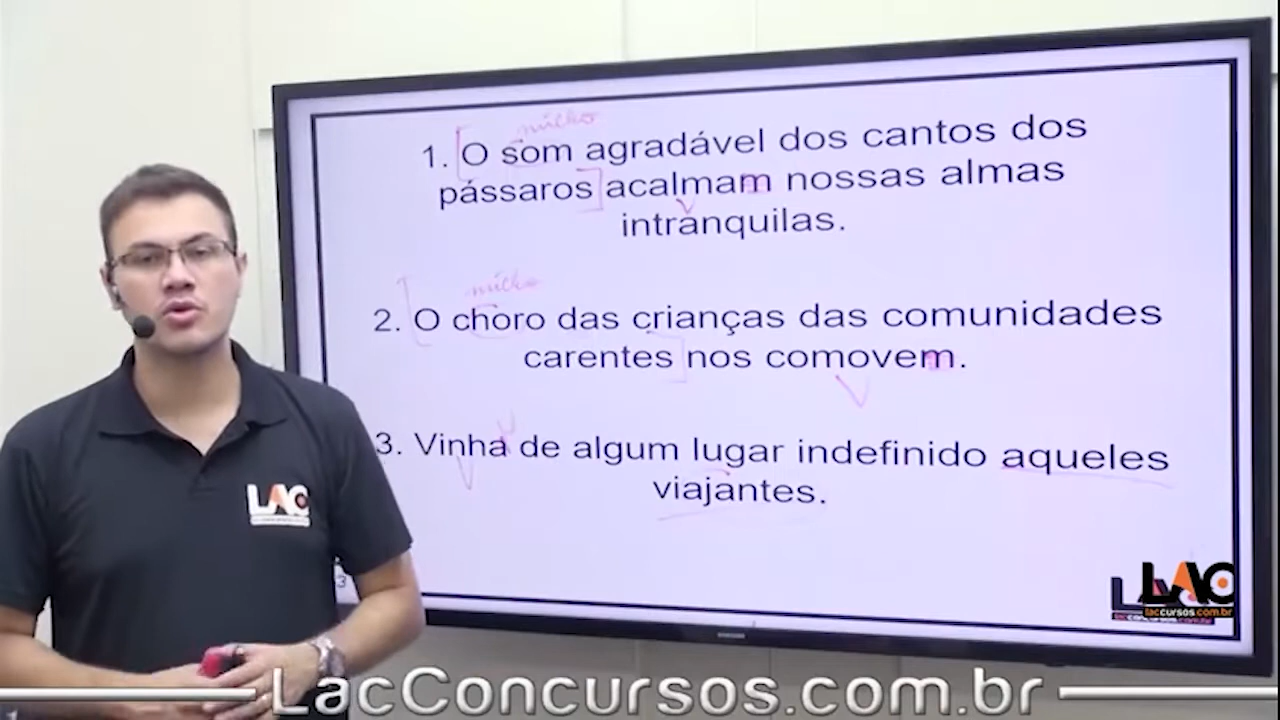 núcleo
1. O som agradável dos cantos dos
pássaros acalmam nossas almas
intranquilas.
núcleo
2. O choro das crianças das comunidades
carentes nos comovem.
3. Vinha de algum lugar indefinido aqueles
viajantes.
LAC
LAC
laccursos.com.br
LacConcursos.com.br